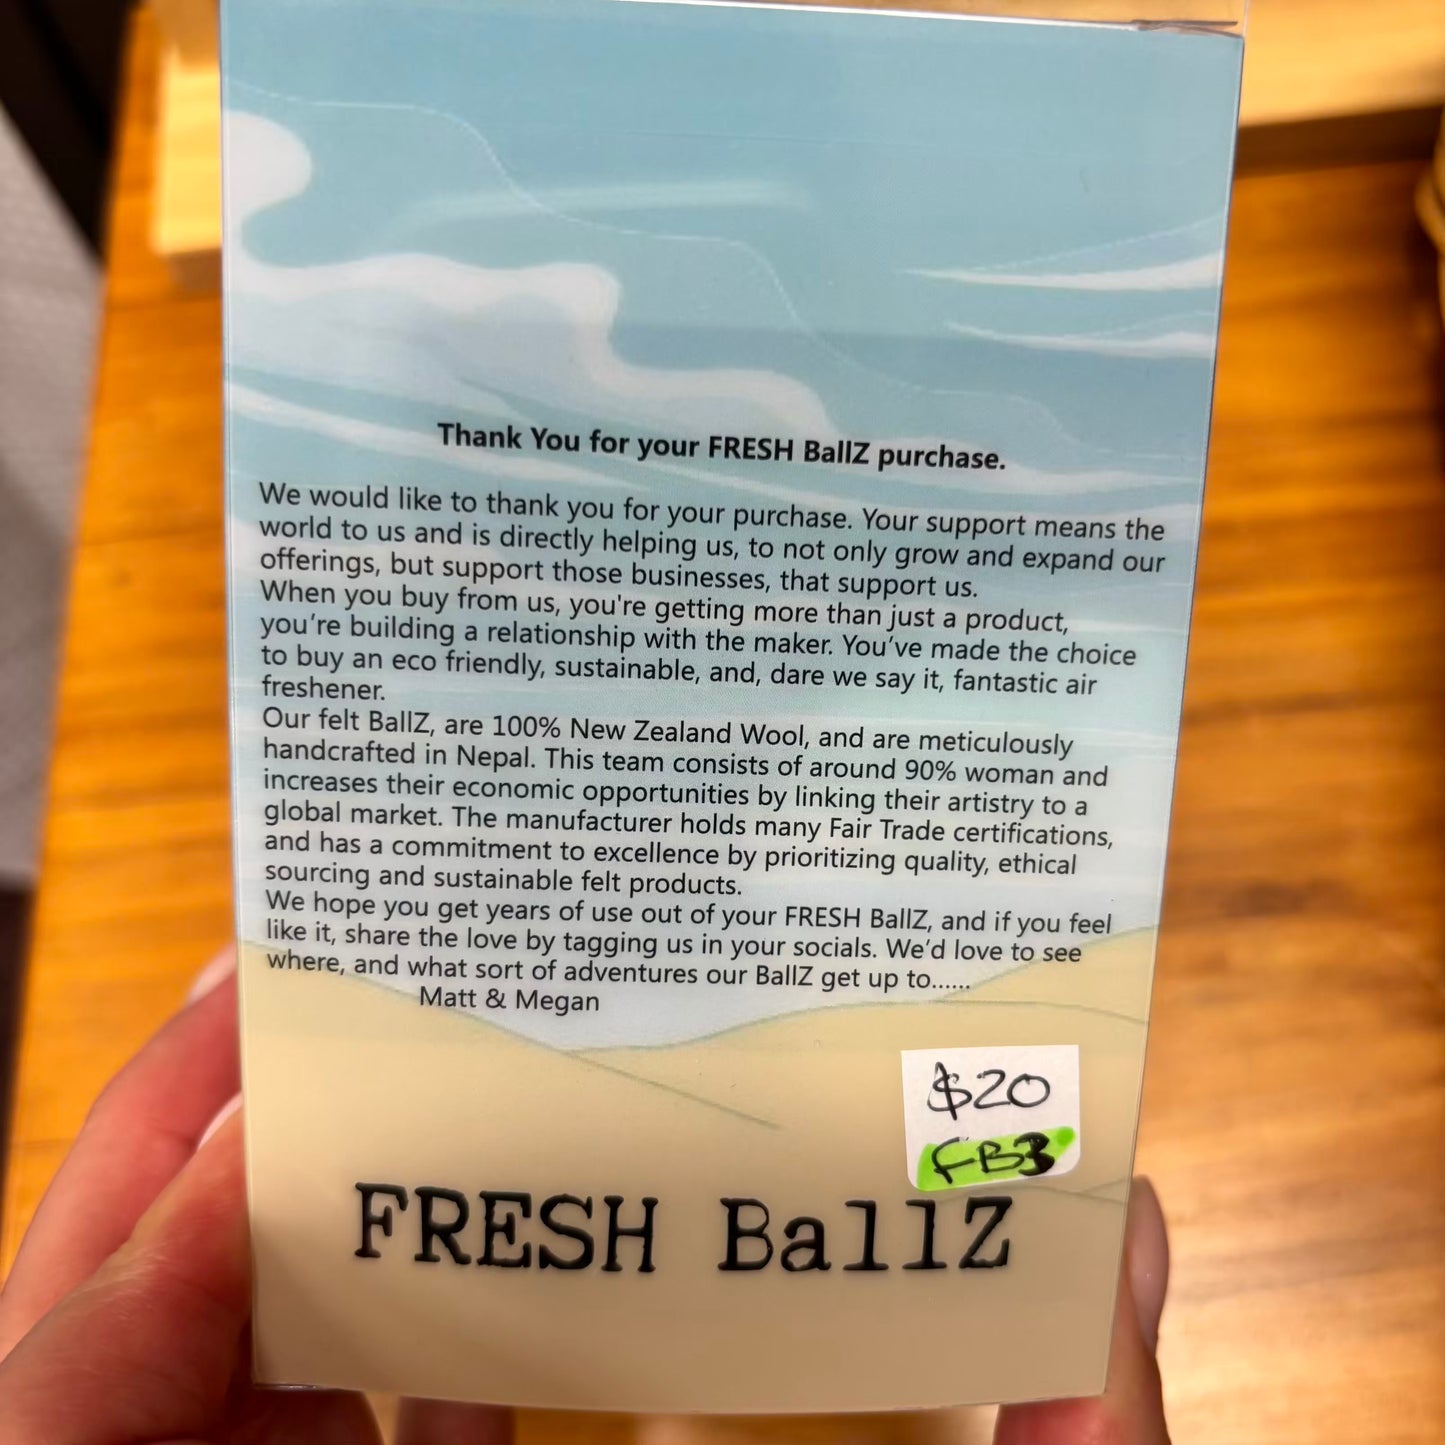 Thank You for your FRESH BallZ purchase.
We would like to thank you for your purchase. Your support means the
world to us and is directly helping us, to not only grow and expand our
offerings, but support those businesses, that support us.
When you buy from us, you're getting more than just a product,
you're building a relationship with the maker. You've made the choice
to buy an eco friendly, sustainable, and, dare we say it, fantastic air
freshener.
Our felt BallZ, are 100% New Zealand Wool, and are meticulously
handcrafted in Nepal. This team consists of around 90% woman and
increases their economic opportunities by linking their artistry to a
global market. The manufacturer holds many Fair Trade certifications,
and has a commitment to excellence by prioritizing quality, ethical
sourcing and sustainable felt products.
We hope you get years of use out of your FRESH BallZ, and if you feel
like it, share the love by tagging us in your socials. We'd love to see
where, and what sort of adventures our BallZ get up to......
Matt & Megan
$20
FB3
FRESH BallZ